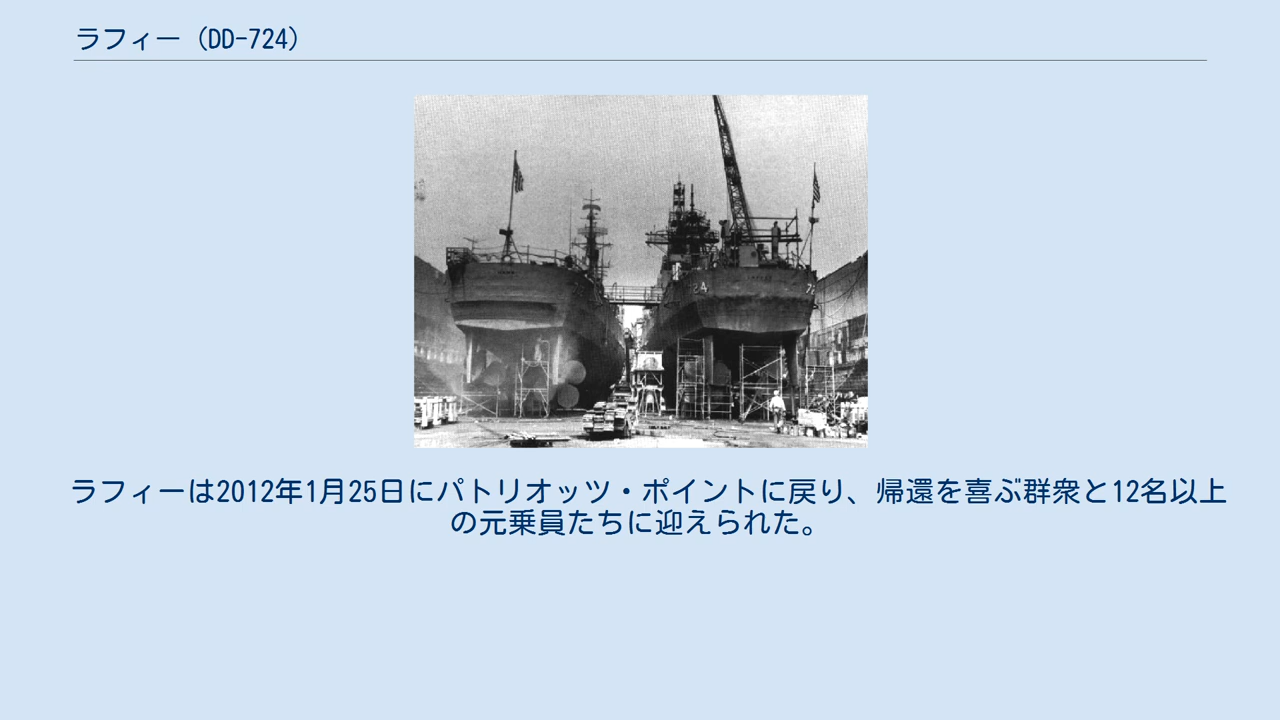 ラフィー（DD-724）
24
ラフィーは2012年1月25日にパトリオッツ・ポイントに戻り、帰還を喜ぶ群衆と12名以上
の元乗員たちに迎えられた。